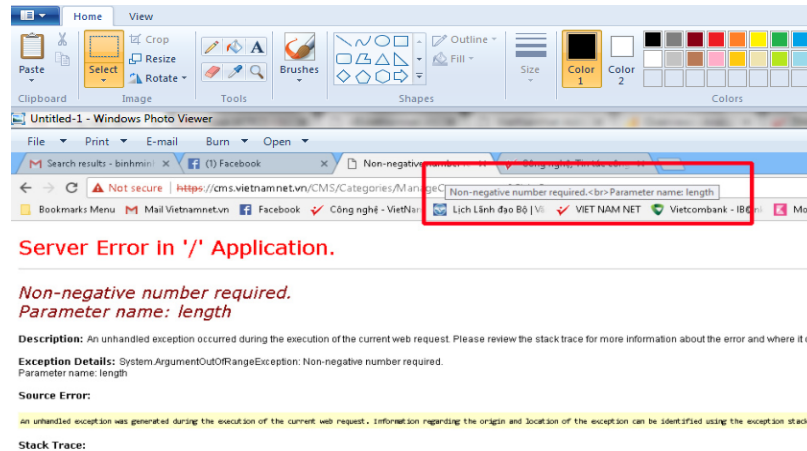 Home View
Paste
Select
Crop
Resize
Rotate
Brushes
Outline
Fill
Size
Color 1
Color 2
Clipboard Image Tools Shapes Colors
Untitled-1 - Windows Photo Viewer
File Print E-mail Burn Open
Search results - binhminl (1) Facebook Non-negative
Not secure https://cms.vietnamnet.vn/CMS/Categories/Manage
Non-negative number required.<br>Parameter name: length
Bookmarks Menu Mail Vietnamnet.vn Facebook Công nghệ - VietNar Lịch Lãnh đạo Bộ | Vi VIET NAM NET Vietcombank - IB@nk Mo
Server Error in '/' Application.
Non-negative number required.
Parameter name: length
Description: An unhandled exception occurred during the execution of the current web request. Please review the stack trace for more information about the error and where it
Exception Details: System.ArgumentOutOfRangeException: Non-negative number required.
Parameter name: length
Source Error:
An unhandled exception was generated during the execution of the current web request. Information regarding the origin and location of the exception can be identified using the exception stack
Stack Trace: